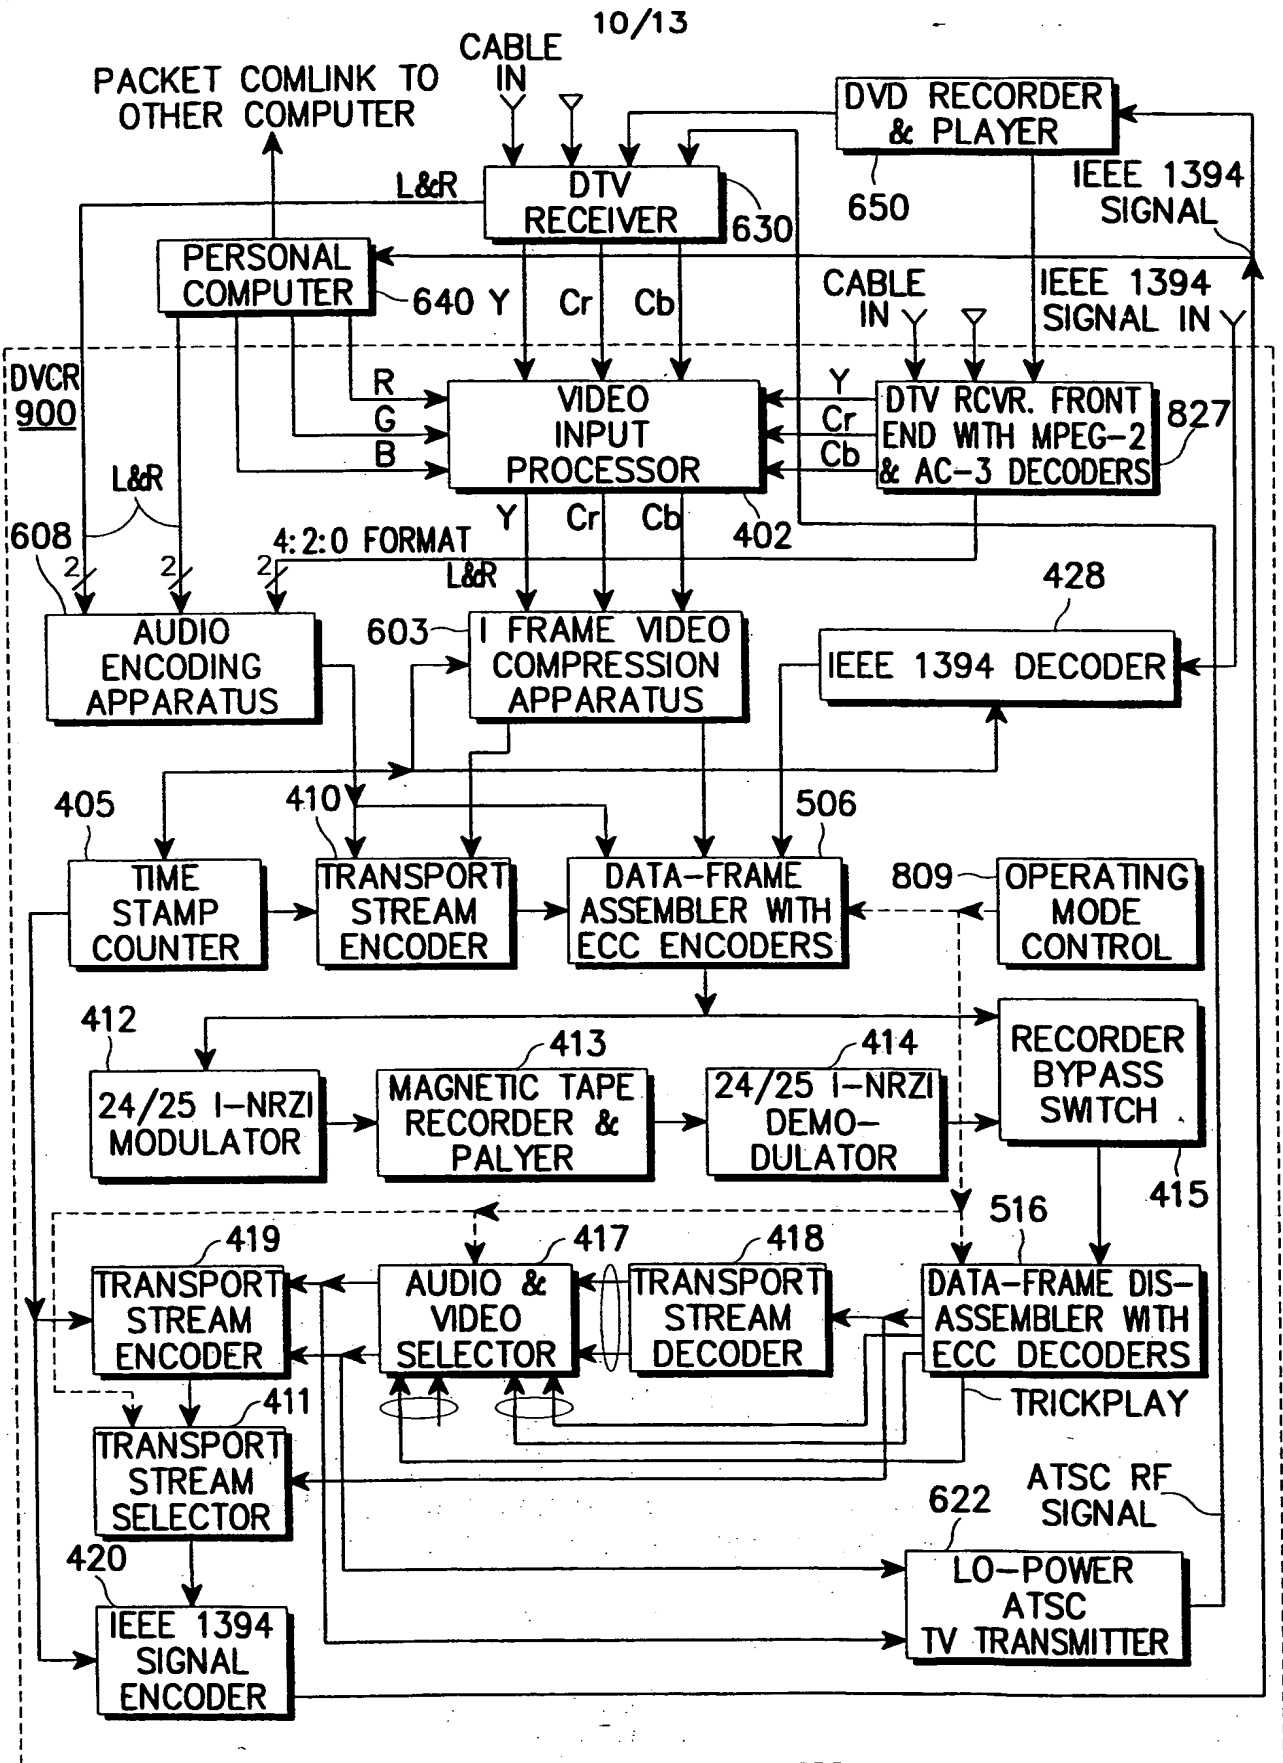 10/13
CABLE
IN
PACKET COMLINK TO
OTHER COMPUTER
DVD RECORDER
& PLAYER
650
IEEE 1394
SIGNAL
L&R
DTV
RECEIVER
630
PERSONAL
COMPUTER
640
Y
Cr
Cb
CABLE
IN
IEEE 1394
SIGNAL IN
DVCR
900
R
G
B
VIDEO
INPUT
PROCESSOR
402
Y
Cr
Cb
DTV RCVR. FRONT
END WITH MPEG-2
& AC-3 DECODERS
827
L&R
608
2
2
2
4:2:0 FORMAT
L&R
Y
Cr
Cb
AUDIO
ENCODING
APPARATUS
603
I FRAME VIDEO
COMPRESSION
APPARATUS
428
IEEE 1394 DECODER
405
TIME
STAMP
COUNTER
410
TRANSPORT
STREAM
ENCODER
506
DATA-FRAME
ASSEMBLER WITH
ECC ENCODERS
809
OPERATING
MODE
CONTROL
412
24/25 I-NRZI
MODULATOR
413
MAGNETIC TAPE
RECORDER &
PALYER
414
24/25 I-NRZI
DEMO-
DULATOR
RECORDER
BYPASS
SWITCH
415
419
TRANSPORT
STREAM
ENCODER
417
AUDIO &
VIDEO
SELECTOR
418
TRANSPORT
STREAM
DECODER
516
DATA-FRAME DIS-
ASSEMBLER WITH
ECC DECODERS
TRICKPLAY
411
TRANSPORT
STREAM
SELECTOR
ATSC RF
SIGNAL
622
LO-POWER
ATSC
TV TRANSMITTER
420
IEEE 1394
SIGNAL
ENCODER